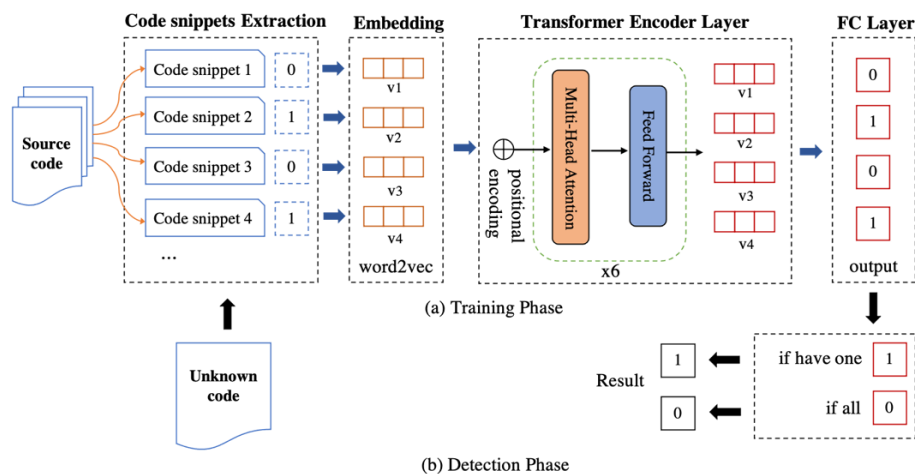 Code snippets Extraction
Embedding
Transformer Encoder Layer
FC Layer
Source
code
Code snippet 1
0
Code snippet 2
1
Code snippet 3
0
Code snippet 4
1
...
v1
v2
v3
v4
word2vec
positional
encoding
Multi-Head Attention
Feed Forward
x6
v1
v2
v3
v4
0
1
0
1
output
(a) Training Phase
Unknown
code
Result
1
0
if have one
1
if all
0
(b) Detection Phase